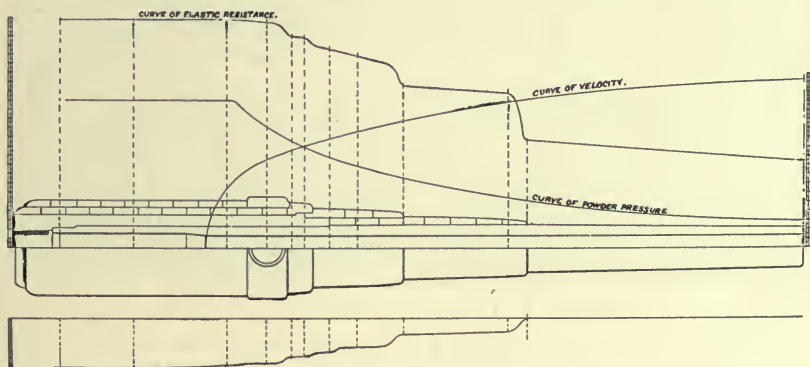 CURVE OF ELASTIC RESISTANCE.
CURVE OF VELOCITY.
CURVE OF POWDER PRESSURE